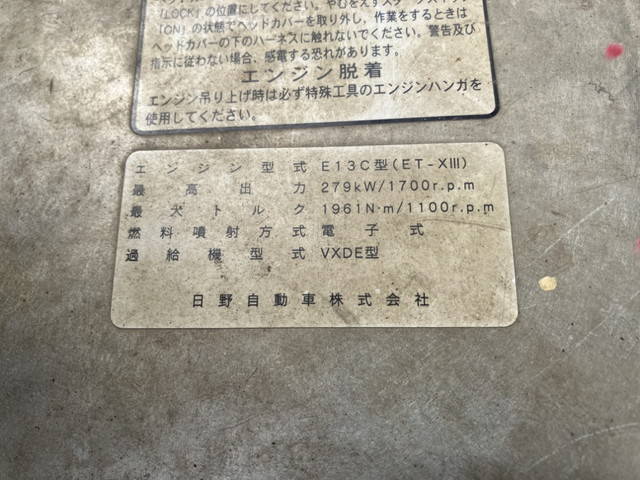 「LOCK」の位置にしてください。やむをえずスターター
「ON」の状態でヘッドカバーを取り外し、作業をするときは
ヘッドカバーの下のハーネスに触れないでください。警告及び
指示に従わない場合、感電する恐れがあります。
エンジン脱着
エンジン吊り上げ時は必ず特殊工具のエンジンハンガを
使用してください。
エンジン型式 E13C型(ET-XIII)
最高出力 279kW/1700r.p.m
最大トルク 1961N·m/1100r.p.m
燃料噴射方式 電子式
過給機型式 VXDE型
日野自動車株式会社